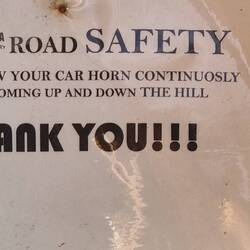 ROAD SAFETY
YOUR CAR HORN CONTINUOSLY
OMING UP AND DOWN THE HILL
ANK YOU!!!